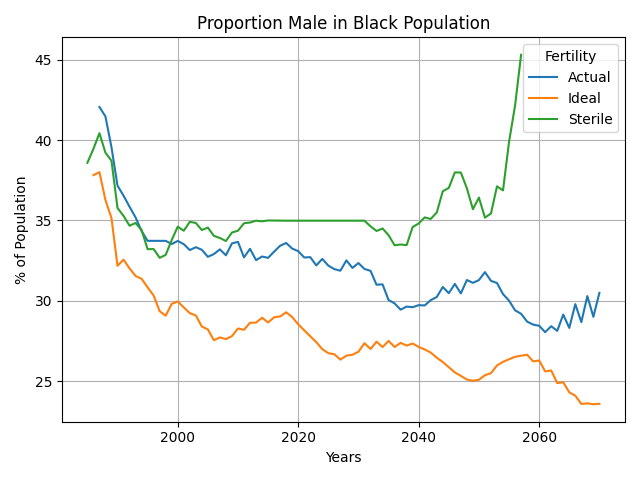 Proportion Male in Black Population
Fertility
Actual
Ideal
Sterile
% of Population
45
40
35
30
25
2000
2020
2040
2060
Years